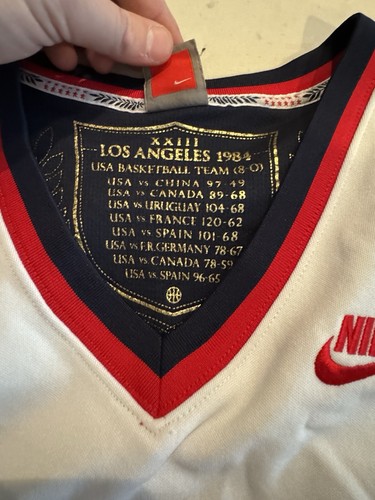 XXIII
LOS ANGELES 1984
USA BASKETBALL TEAM (8-0)
USA vs CHINA 97-49
USA vs CANADA 89-68
USA vs URUGUAY 104-68
USA vs FRANCE 120-62
USA vs SPAIN 101-68
USA vs F.R.GERMANY 78-67
USA vs CANADA 78-59
USA vs SPAIN 96-65